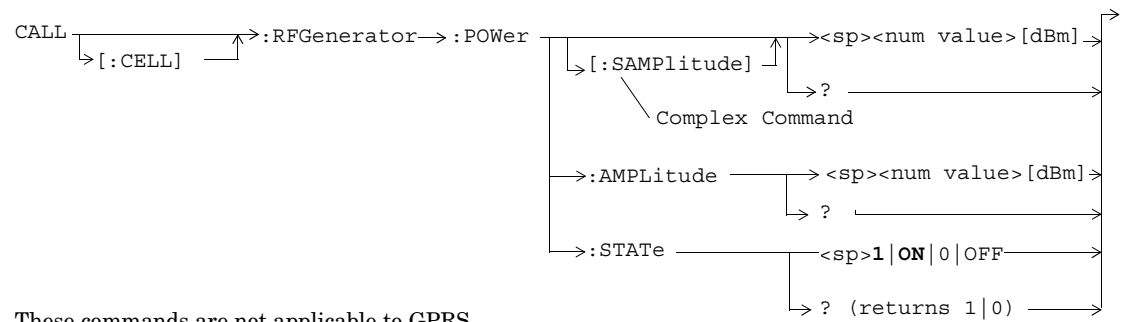 CALL :RFGenerator :POWer <sp><num value>[dBm]
[:CELL] [:SAMPlitude]
?
Complex Command
:AMPLitude <sp><num value>[dBm]
?
:STATe <sp>1|ON|0|OFF
? (returns 1|0)
These commands are not applicable to GPRS